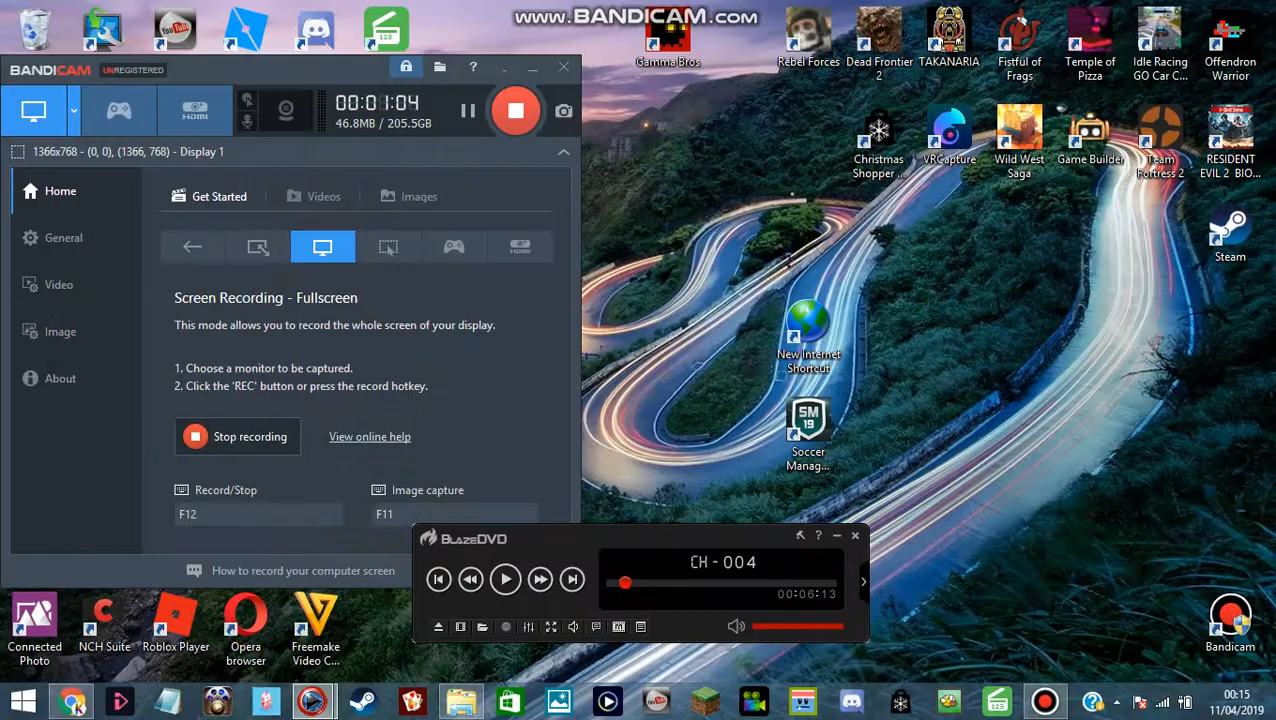 www.BANDICAM.com
Gamma Bros
Rebel Forces
Dead Frontier 2
TAKANARIA
Fistful of Frags
Temple of Pizza
Idle Racing GO Car C...
Offendron Warrior
BANDICAM
UNREGISTERED
00:01:04
46.8MB / 205.5GB
1366x768 - (0, 0), (1366, 768) - Display 1
Home
General
Video
Image
About
Get Started
Videos
Images
HDMI
Screen Recording - Fullscreen
This mode allows you to record the whole screen of your display.
1. Choose a monitor to be captured.
2. Click the 'REC' button or press the record hotkey.
Stop recording
View online help
Record/Stop
Image capture
F12
F11
How to record your computer screen
Christmas Shopper ...
VRCapture
Wild West Saga
Game Builder
Team Fortress 2
RESIDENT EVIL 2 BIO...
Steam
New Internet Shortcut
SM 19
Soccer Manag...
BLAZEDVD
CH - 004
00:06:13
Connected Photo
NCH Suite
Roblox Player
Opera browser
Freemake Video C...
Bandicam
00:15
11/04/2019